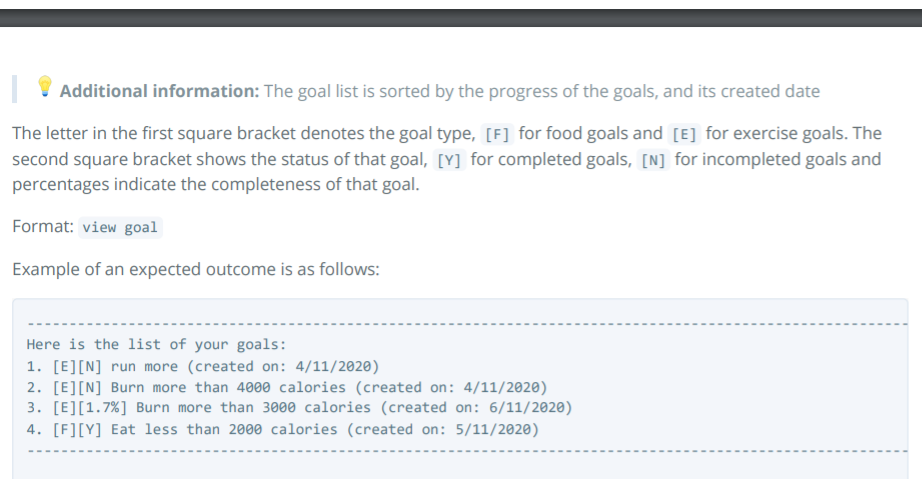 Additional information: The goal list is sorted by the progress of the goals, and its created date
The letter in the first square bracket denotes the goal type, [F] for food goals and [E] for exercise goals. The
second square bracket shows the status of that goal, [Y] for completed goals, [N] for incompleted goals and
percentages indicate the completeness of that goal.
Format: view goal
Example of an expected outcome is as follows:
--------------------------------------------------------------------------------------------------------
Here is the list of your goals:
1. [E][N] run more (created on: 4/11/2020)
2. [E][N] Burn more than 4000 calories (created on: 4/11/2020)
3. [E][1.7%] Burn more than 3000 calories (created on: 6/11/2020)
4. [F][Y] Eat less than 2000 calories (created on: 5/11/2020)
--------------------------------------------------------------------------------------------------------